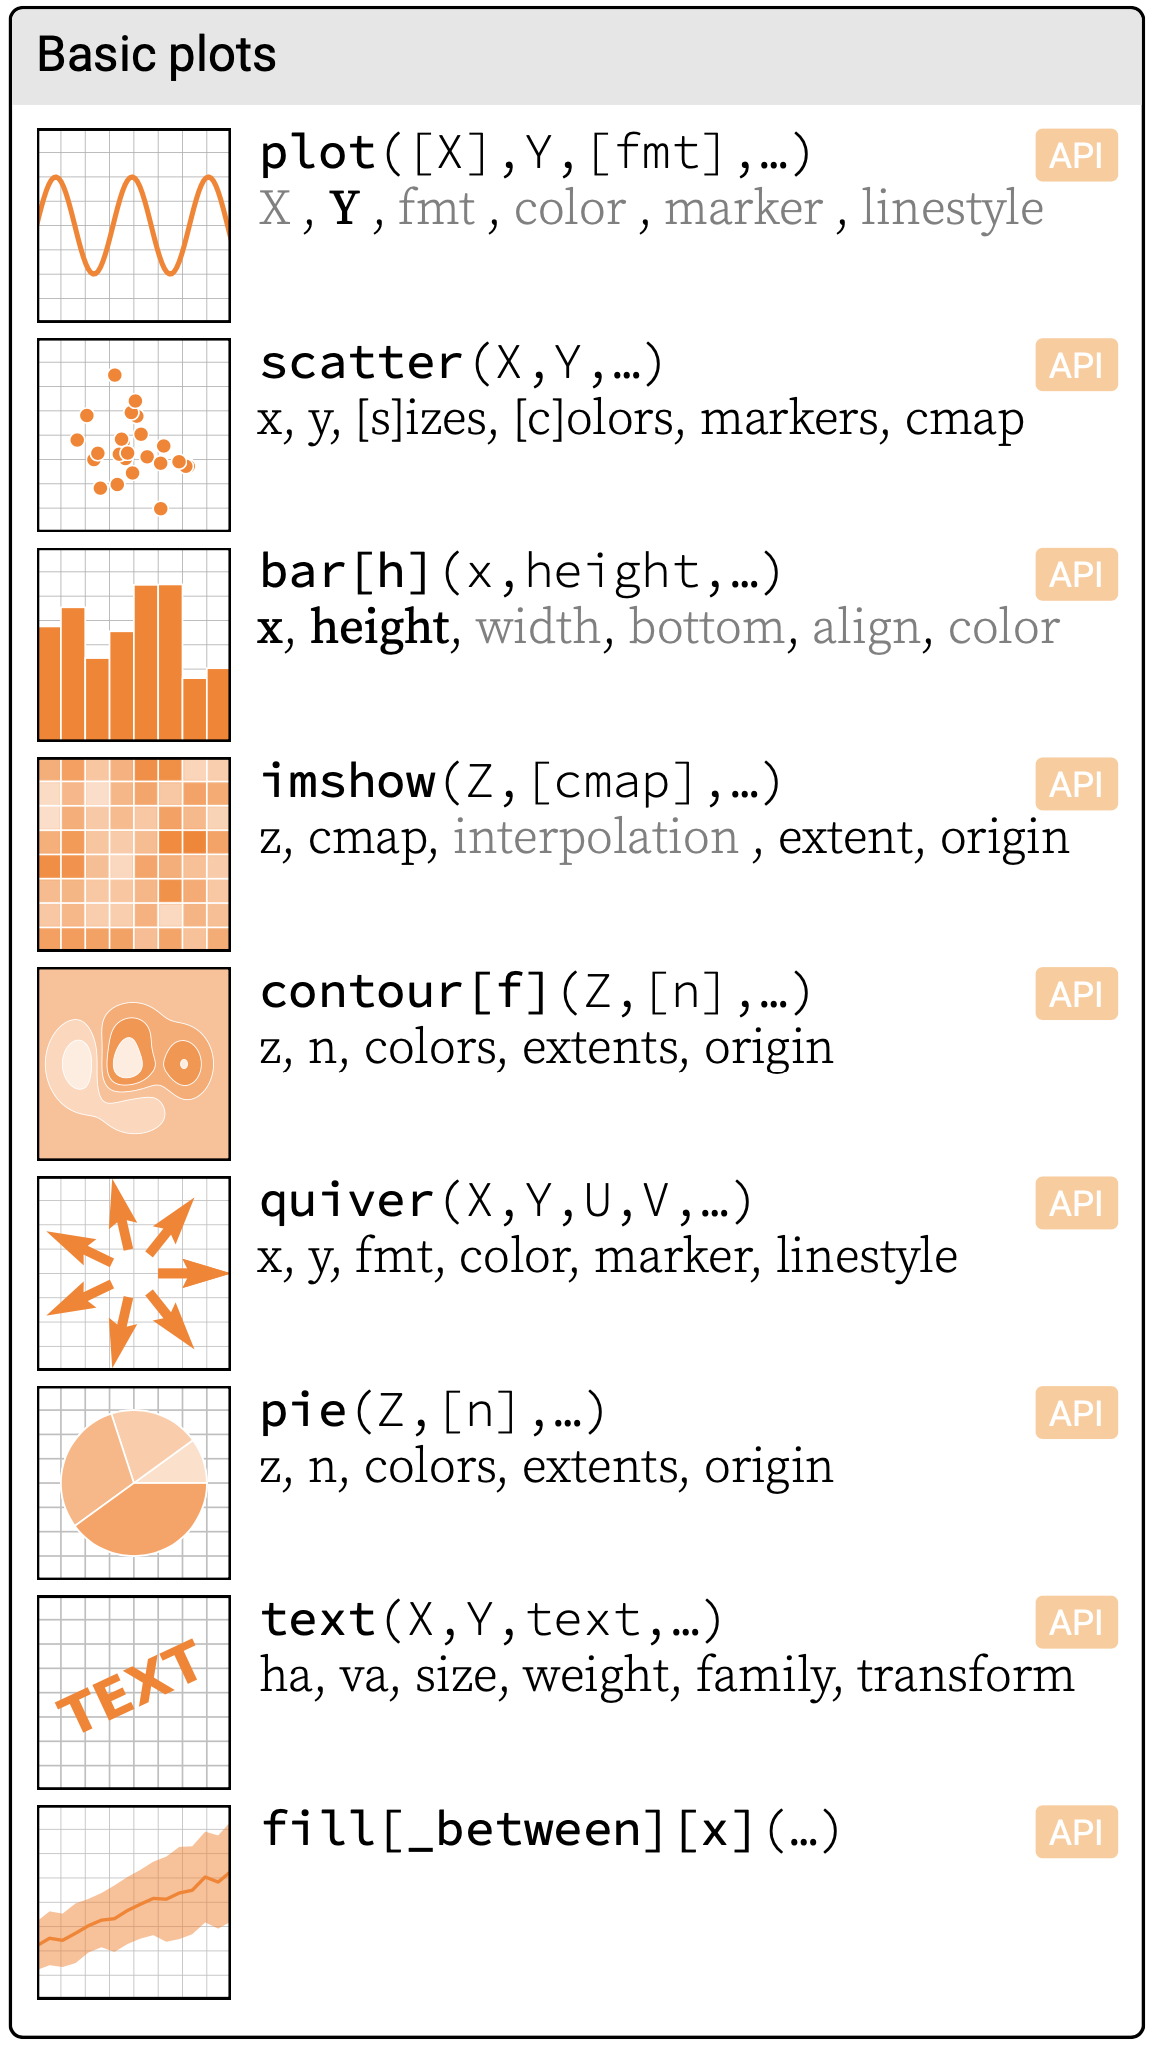 Basic plots
plot([X],Y,[fmt],…)
API
X , Y , fmt , color , marker , linestyle
scatter(X,Y,…)
API
x, y, [s]izes, [c]olors, markers, cmap
bar[h](x,height,…)
API
x, height, width, bottom, align, color
imshow(Z,[cmap],…)
API
z, cmap, interpolation , extent, origin
contour[f](Z,[n],…)
API
z, n, colors, extents, origin
quiver(X,Y,U,V,…)
API
x, y, fmt, color, marker, linestyle
pie(Z,[n],…)
API
z, n, colors, extents, origin
TEXT
text(X,Y,text,…)
API
ha, va, size, weight, family, transform
fill[_between][x](…)
API